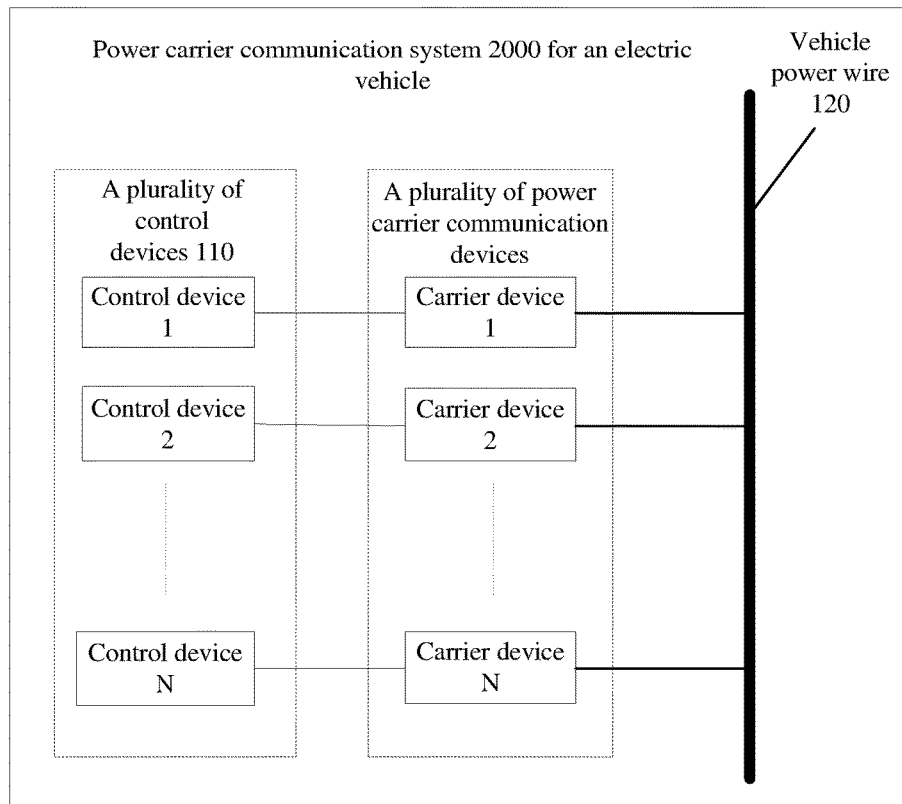 Power carrier communication system 2000 for an electric
vehicle
Vehicle
power wire
120
A plurality of
control
devices 110
A plurality of power
carrier communication
devices
Control device
1
Carrier device
1
Control device
2
Carrier device
2
Control device
N
Carrier device
N